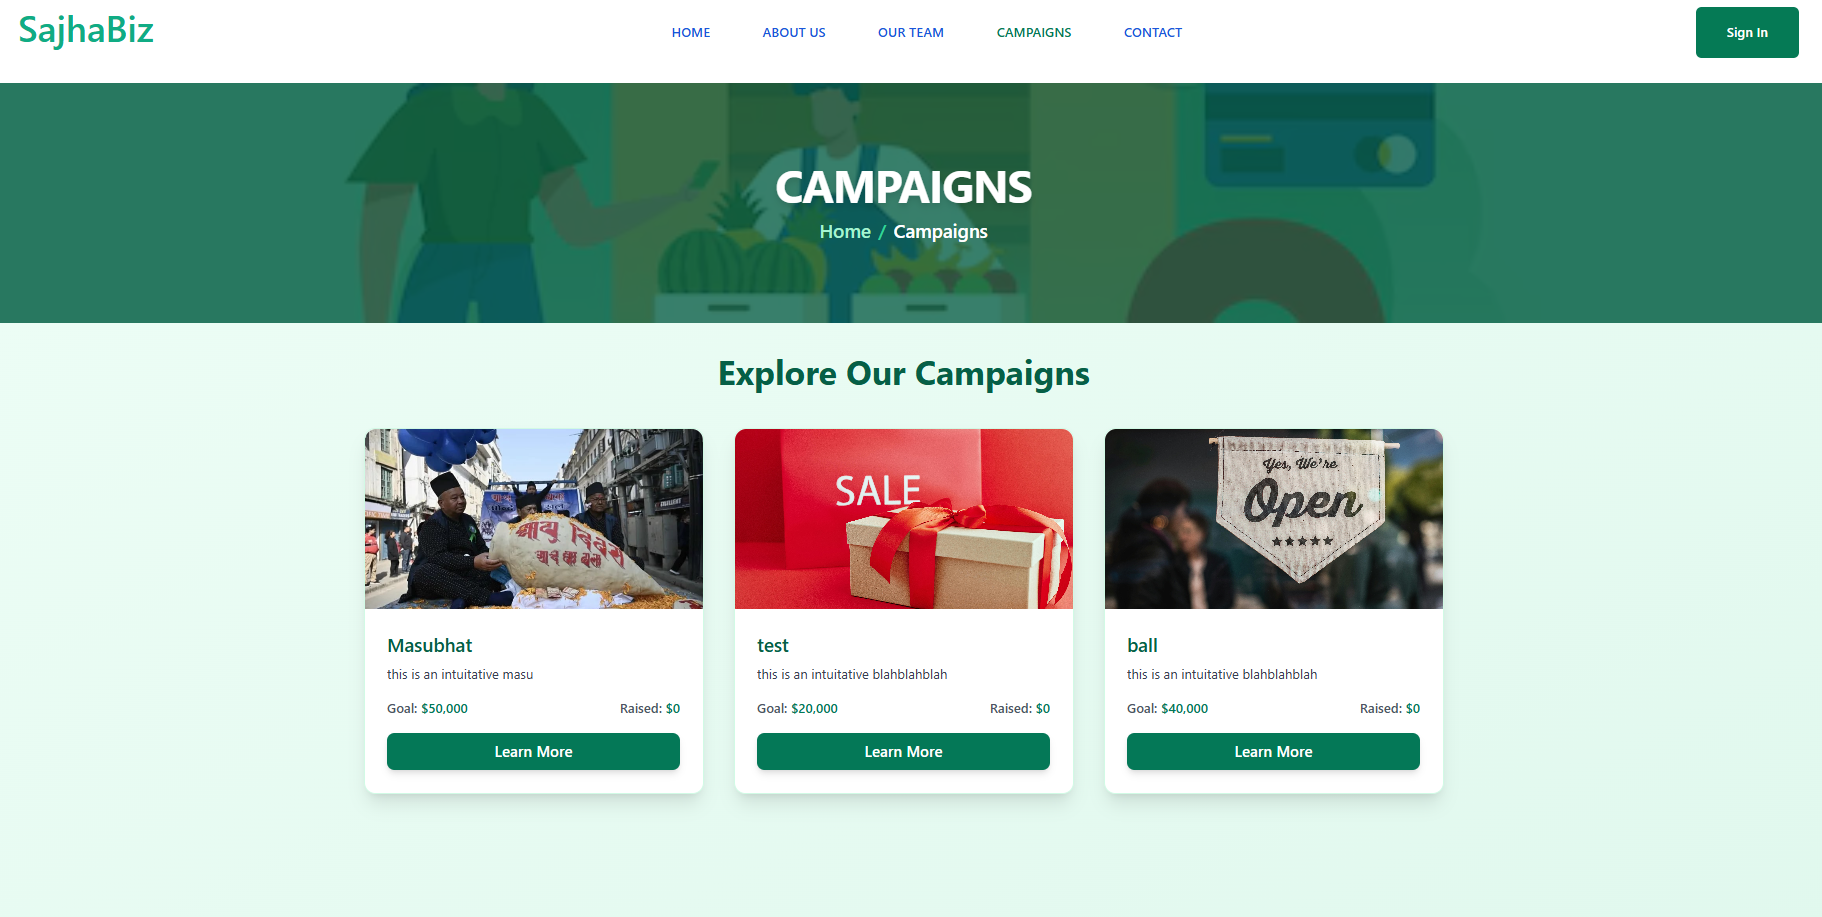 SajhaBiz
HOME ABOUT US OUR TEAM CAMPAIGNS CONTACT
Sign In
CAMPAIGNS
Home / Campaigns
Explore Our Campaigns
SALE
Yes, We're
Open
Masubhat
this is an intuitative masu
Goal: $50,000 Raised: $0
Learn More
test
this is an intuitative blahblahblah
Goal: $20,000 Raised: $0
Learn More
ball
this is an intuitative blahblahblah
Goal: $40,000 Raised: $0
Learn More